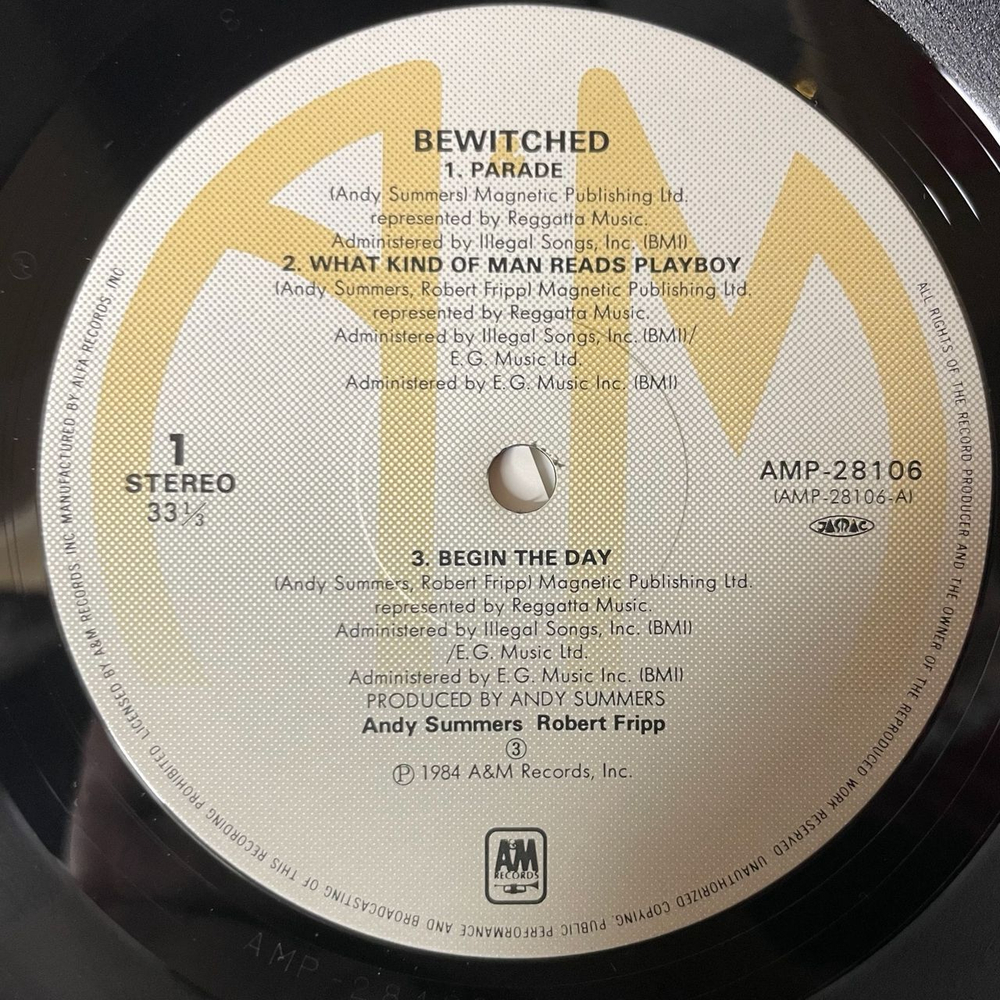 BEWITCHED
1. PARADE
(Andy Summers) Magnetic Publishing Ltd.
represented by Reggatta Music.
Administered by Illegal Songs, Inc. (BMI)
2. WHAT KIND OF MAN READS PLAYBOY
(Andy Summers, Robert Fripp) Magnetic Publishing Ltd.
represented by Reggatta Music.
Administered by Illegal Songs, Inc. (BMI)/
E.G. Music Ltd.
Administered by E.G. Music Inc. (BMI)
1
STEREO
33⅓
AMP-28106
(AMP-28106-A)
JASRAC
3. BEGIN THE DAY
(Andy Summers, Robert Fripp) Magnetic Publishing Ltd.
represented by Reggatta Music.
Administered by Illegal Songs, Inc. (BMI)
/E.G. Music Ltd.
Administered by E.G. Music Inc. (BMI)
PRODUCED BY ANDY SUMMERS
Andy Summers Robert Fripp
③
Ⓟ 1984 A&M Records, Inc.
AM
RECORDS
ALL RIGHTS OF THE RECORD PRODUCER AND THE OWNER OF THE REPRODUCED WORK RESERVED UNAUTHORIZED COPYING, PUBLIC PERFORMANCE AND BROADCASTING OF THIS RECORDING PROHIBITED LICENSED BY A&M RECORDS INC MANUFACTURED BY ALFA RECORDS, INC